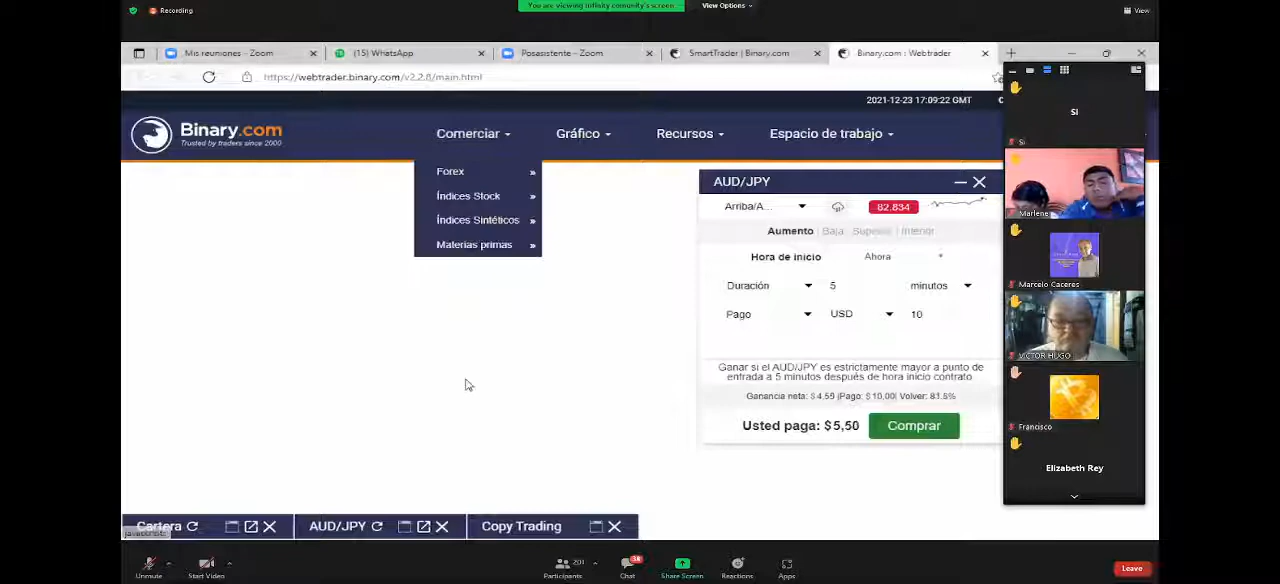 Recording
You are viewing Infinity comunity's screen
View Options
View
Mis reuniones - Zoom
(15) WhatsApp
Posasistente - Zoom
SmartTrader | Binary.com
Binary.com : Webtrader
https://webtrader.binary.com/v2.2.8/main.html
2021-12-23 17:09:22 GMT
Binary.com
Trusted by traders since 2000
Comerciar
Gráfico
Recursos
Espacio de trabajo
Forex »
Índices Stock »
Índices Sintéticos »
Materias primas »
AUD/JPY
Arriba/A...
82.834
Aumento | Baja Superior | Interior
Hora de inicio Ahora
Duración 5 minutos
Pago USD 10
Ganar si el AUD/JPY es estrictamente mayor a punto de
entrada a 5 minutos después de hora inicio contrato
Ganancia neta: $ 4,50 |Pago: $ 10,00| Volver: 81.8%
Usted paga: $ 5,50 Comprar
Si
Si
Marlene
Marcelo Caceres
VICTOR HUGO
Francisco
Elizabeth Rey
Cartera
AUD/JPY
Copy Trading
Unmute
Start Video
Participants
201
Chat
38
Share Screen
Reactions
Apps
Leave